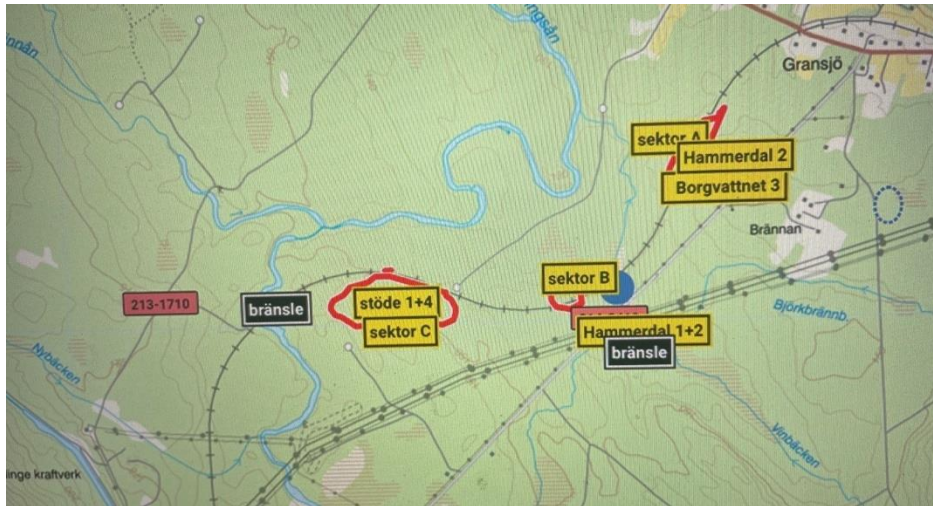 Gransjö
sektor A
Hammerdal 2
Borgvattnet 3
Brännan
sektor B
stöde 1+4
213-1710
bränsle
sektor C
Hammerdal 1+2
bränsle
Björkbrännb.
Nybäcken
Vinbäcken
inge kraftverk